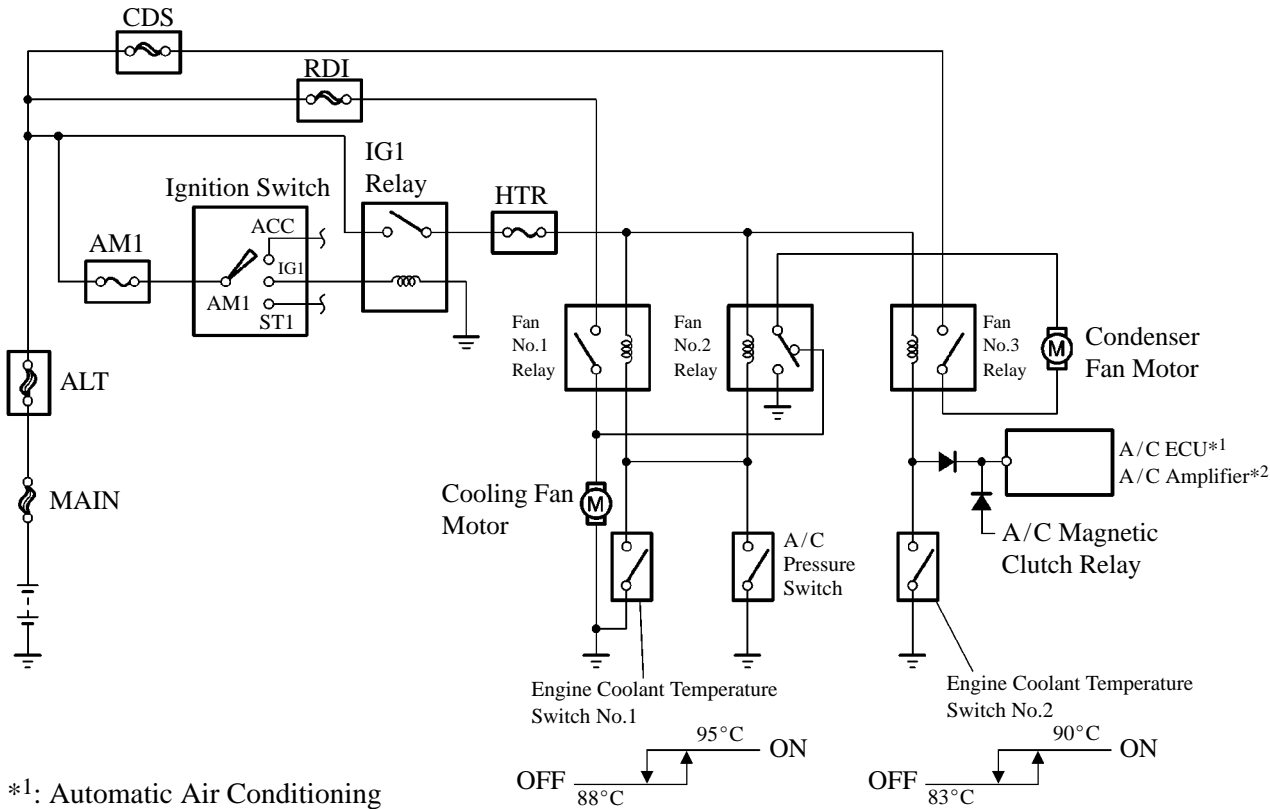 CDS
RDI
IG1
Relay
HTR
Ignition Switch
ACC
AM1
IG1
AM1
ST1
Fan
No.1
Relay
Fan
No.2
Relay
Fan
No.3
Relay
M
Condenser
Fan Motor
ALT
A/C ECU*1
A/C Amplifier*2
MAIN
Cooling Fan
Motor
M
A/C
Pressure
Switch
A/C Magnetic
Clutch Relay
Engine Coolant Temperature
Switch No.1
Engine Coolant Temperature
Switch No.2
95°C
ON
OFF
88°C
90°C
ON
OFF
83°C
*1: Automatic Air Conditioning